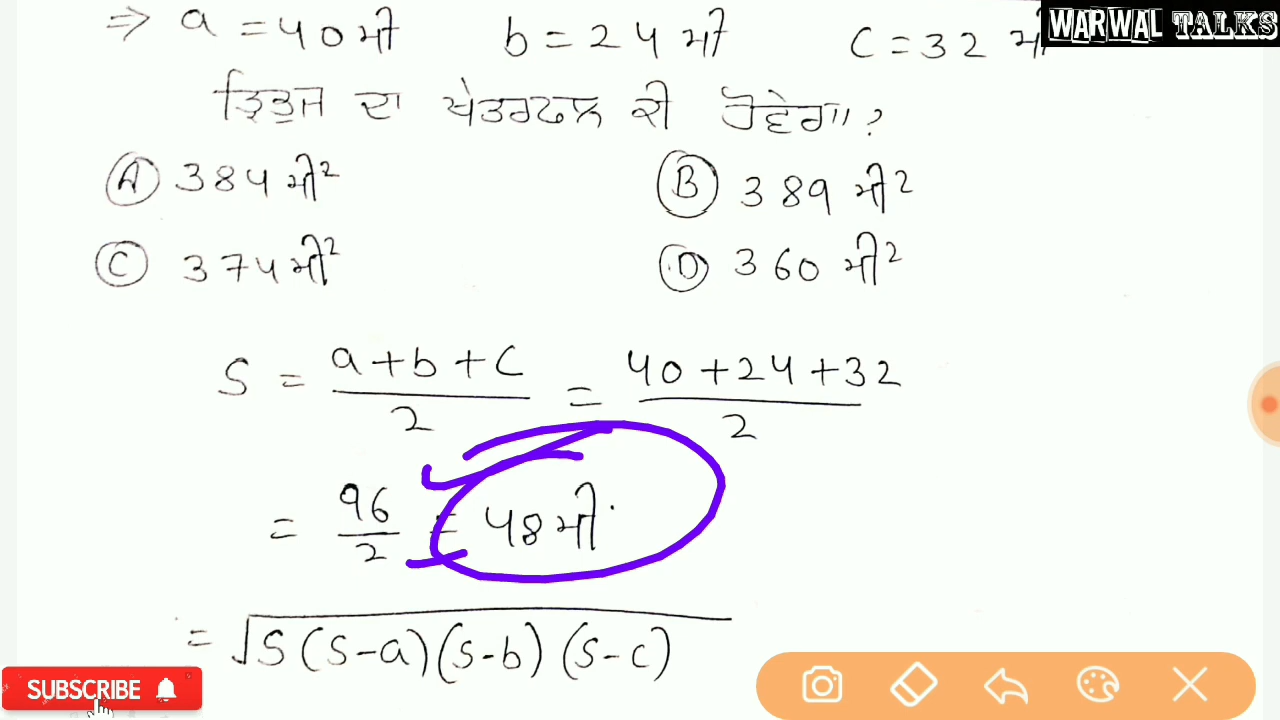 WARWAL TALKS
⇒ a = 40 ਮੀ b = 24 ਮੀ c = 32 ਮੀ
ਤ੍ਰਿਭੁਜ ਦਾ ਖੇਤਰਫਲ ਕੀ ਹੋਵੇਗਾ ?
(A) 384 ਮੀ² (B) 389 ਮੀ²
(C) 374 ਮੀ² (D) 360 ਮੀ²
S = (a+b+c)/2 = (40+24+32)/2
= 96/2 = 48 ਮੀ
= √S(S-a)(S-b)(S-c)
SUBSCRIBE